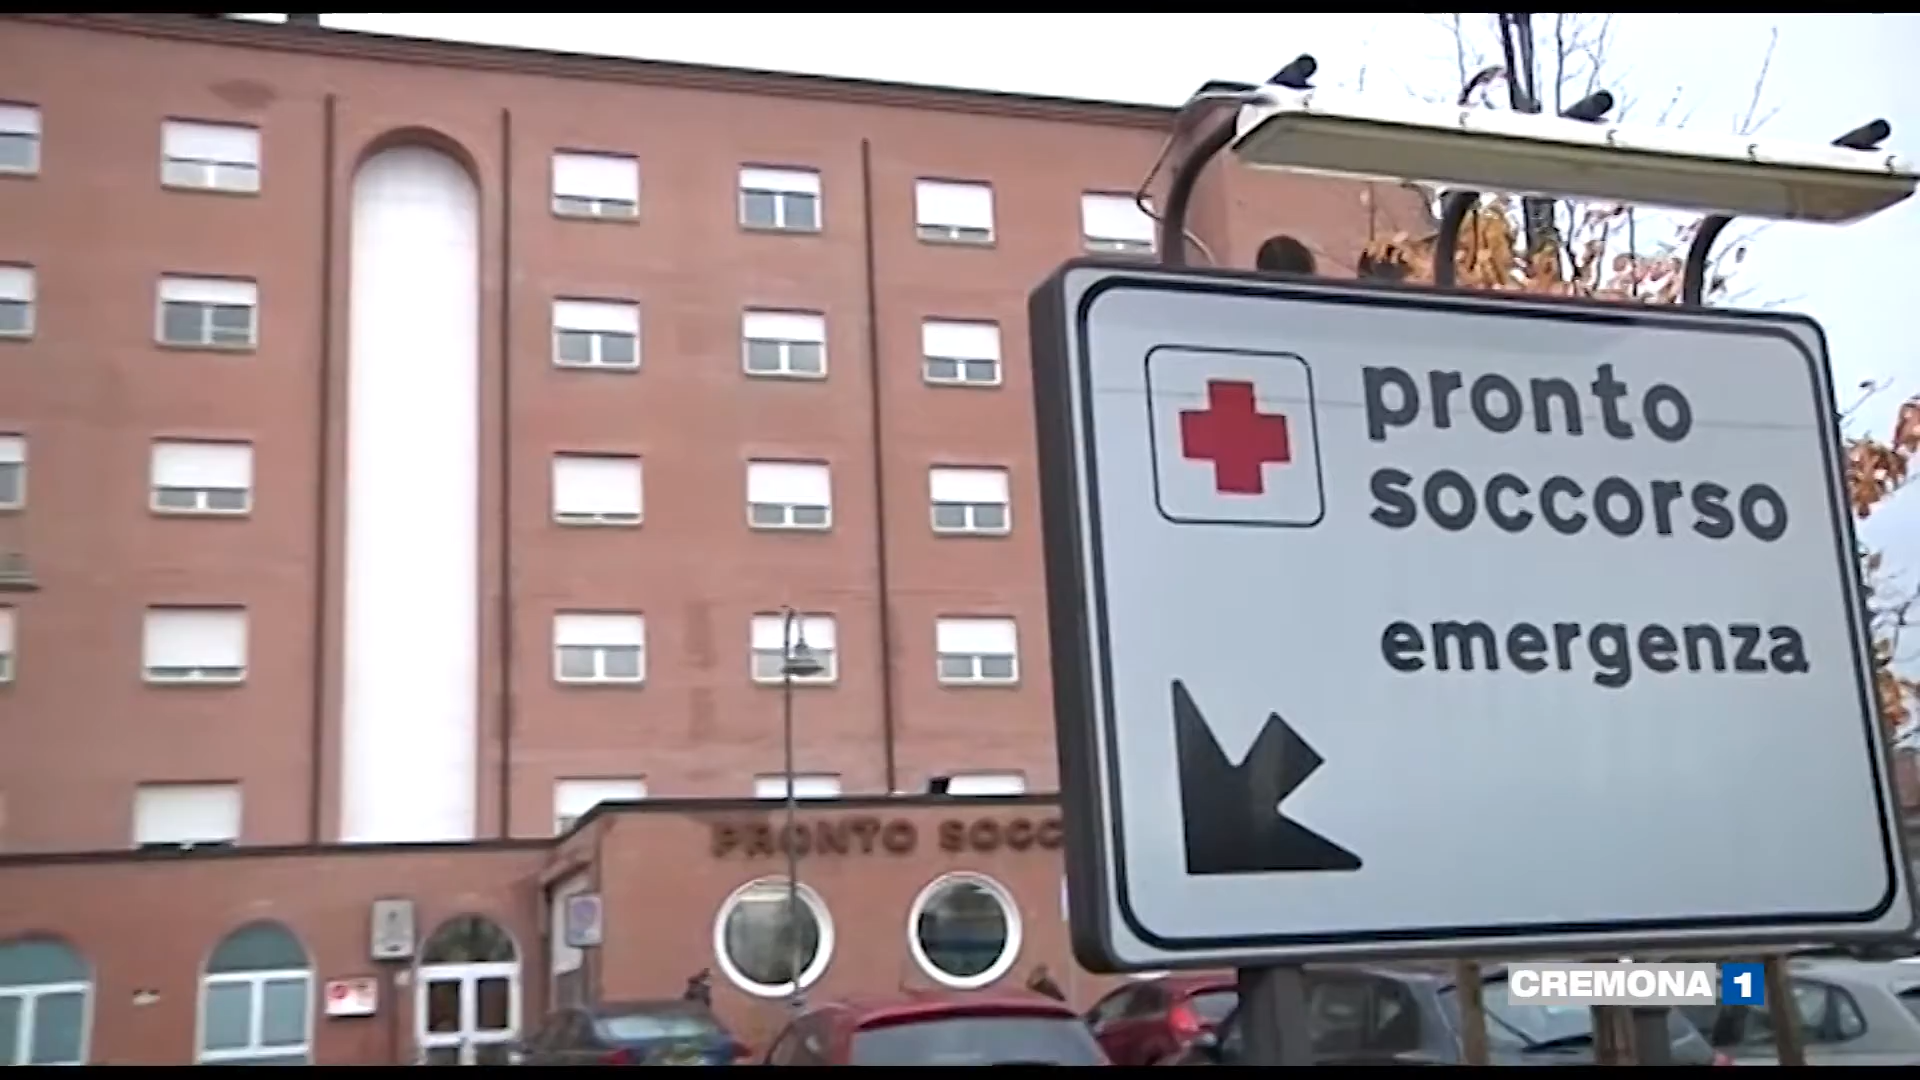 pronto
soccorso
emergenza
PRONTO SOCC
CREMONA 1